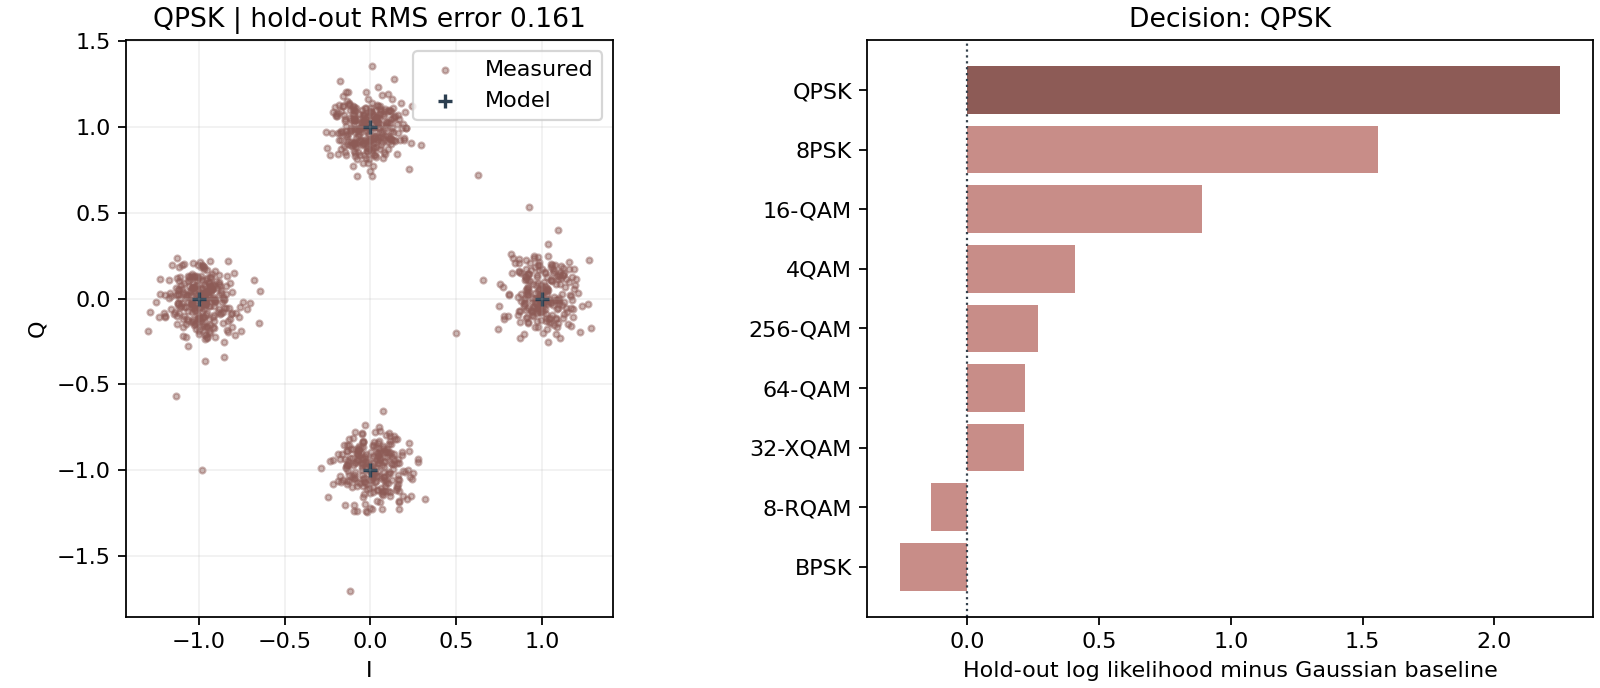 QPSK | hold-out RMS error 0.161
Measured
Model
1.5
1.0
0.5
0.0
−0.5
−1.0
−1.5
Q
−1.0
−0.5
0.0
0.5
1.0
I
Decision: QPSK
QPSK
8PSK
16-QAM
4QAM
256-QAM
64-QAM
32-XQAM
8-RQAM
BPSK
0.0
0.5
1.0
1.5
2.0
Hold-out log likelihood minus Gaussian baseline